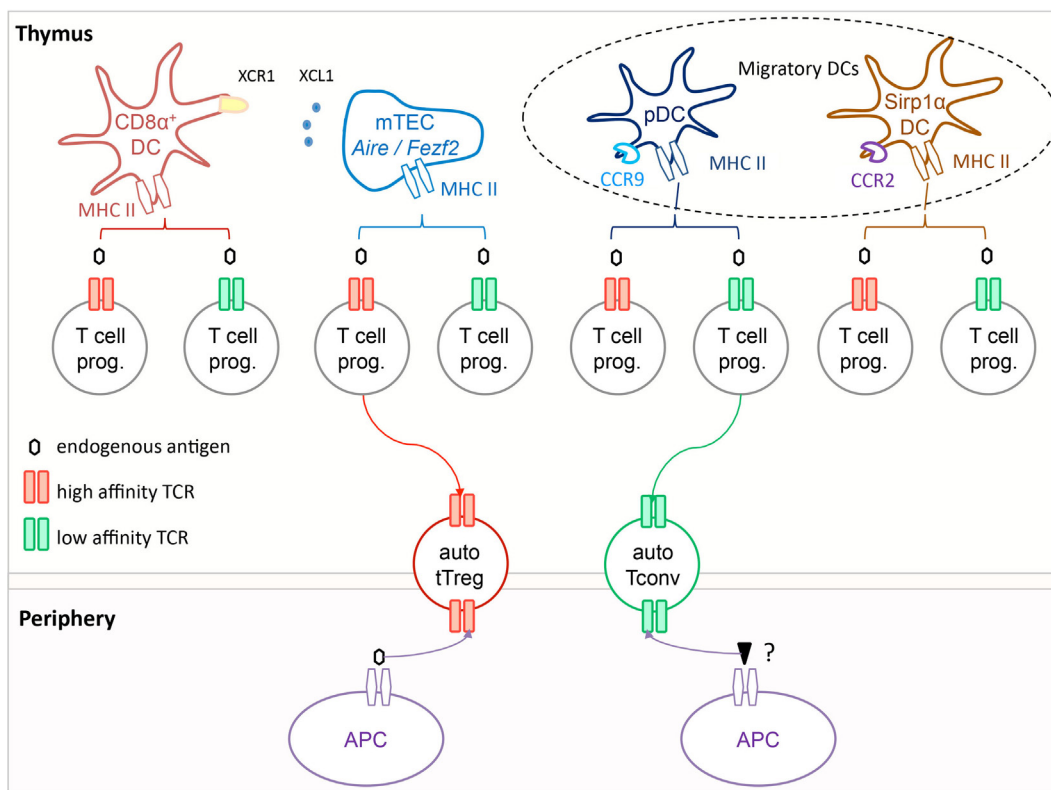 Thymus
XCR1
XCL1
CD8α⁺
DC
MHC II
mTEC
Aire / Fezf2
MHC II
Migratory DCs
pDC
CCR9
MHC II
Sirp1α
DC
CCR2
MHC II
T cell
prog.
T cell
prog.
T cell
prog.
T cell
prog.
T cell
prog.
T cell
prog.
T cell
prog.
T cell
prog.
endogenous antigen
high affinity TCR
low affinity TCR
auto
tTreg
auto
Tconv
Periphery
?
APC
APC